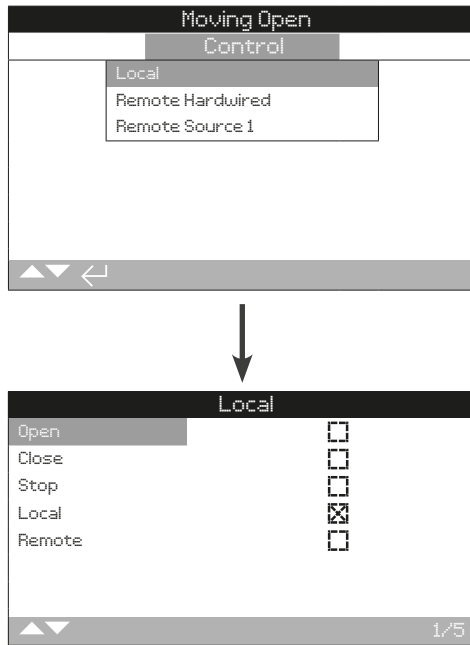 Moving Open
Control
Local
Remote Hardwired
Remote Source 1
Local
Open
Close
Stop
Local
Remote
1/5